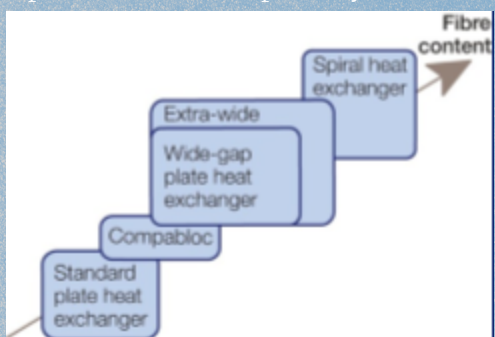 Fibre
content
Spiral heat
exchanger
Extra-wide
Wide-gap
plate heat
exchanger
Compabloc
Standard
plate heat
exchanger